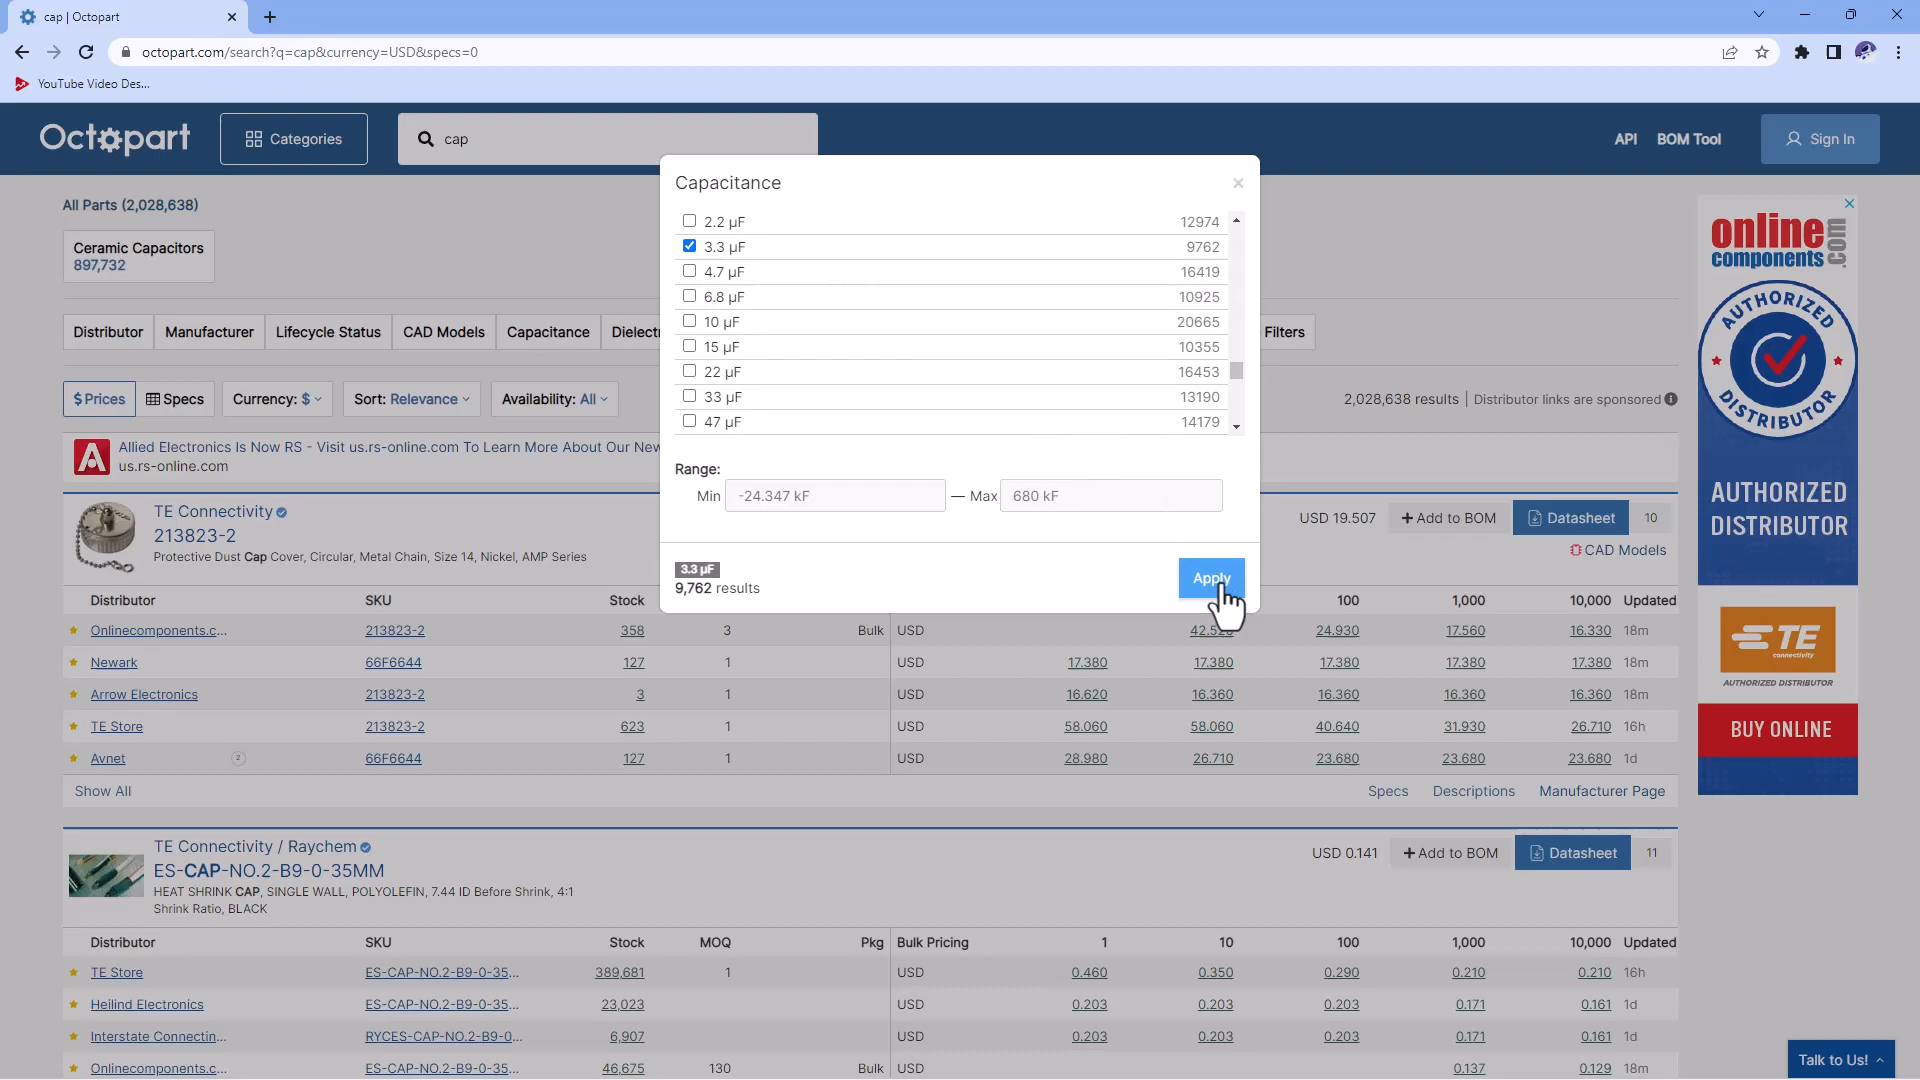 cap | Octopart
octopart.com/search?q=cap&currency=USD&specs=0
YouTube Video Des...
Octopart
Categories
cap
API
BOM Tool
Sign In
All Parts (2,028,638)
Ceramic Capacitors
897,732
Distributor
Manufacturer
Lifecycle Status
CAD Models
Capacitance
Dielectr
Filters
$ Prices
Specs
Currency: $
Sort: Relevance
Availability: All
2,028,638 results | Distributor links are sponsored
Allied Electronics Is Now RS - Visit us.rs-online.com To Learn More About Our New
us.rs-online.com
Capacitance
2.2 µF 12974
3.3 µF 9762
4.7 µF 16419
6.8 µF 10925
10 µF 20665
15 µF 10355
22 µF 16453
33 µF 13190
47 µF 14179
Range:
Min -24.347 kF — Max 680 kF
3.3 µF
9,762 results
Apply
TE Connectivity
213823-2
Protective Dust Cap Cover, Circular, Metal Chain, Size 14, Nickel, AMP Series
USD 19.507 + Add to BOM Datasheet 10
CAD Models
Distributor SKU Stock 100 1,000 10,000 Updated
Onlinecomponents.c... 213823-2 358 3 Bulk USD 42.520 24.930 17.560 16.330 18m
Newark 66F6644 127 1 USD 17.380 17.380 17.380 17.380 17.380 18m
Arrow Electronics 213823-2 3 1 USD 16.620 16.360 16.360 16.360 16.360 18m
TE Store 213823-2 623 1 USD 58.060 58.060 40.640 31.930 26.710 16h
Avnet 2 66F6644 127 1 USD 28.980 26.710 23.680 23.680 23.680 1d
Show All Specs Descriptions Manufacturer Page
TE Connectivity / Raychem
ES-CAP-NO.2-B9-0-35MM
HEAT SHRINK CAP, SINGLE WALL, POLYOLEFIN, 7.44 ID Before Shrink, 4:1
Shrink Ratio, BLACK
USD 0.141 + Add to BOM Datasheet 11
Distributor SKU Stock MOQ Pkg Bulk Pricing 1 10 100 1,000 10,000 Updated
TE Store ES-CAP-NO.2-B9-0-35... 389,681 1 USD 0.460 0.350 0.290 0.210 0.210 16h
Heilind Electronics ES-CAP-NO.2-B9-0-35... 23,023 USD 0.203 0.203 0.203 0.171 0.161 1d
Interstate Connectin... RYCES-CAP-NO.2-B9-0... 6,907 USD 0.203 0.203 0.203 0.171 0.161 1d
Onlinecomponents.c... ES-CAP-NO.2-B9-0-35... 46,675 130 Bulk USD 0.137 0.129 18m
online
components.com
AUTHORIZED
DISTRIBUTOR
AUTHORIZED
DISTRIBUTOR
TE
connectivity
AUTHORIZED DISTRIBUTOR
BUY ONLINE
Talk to Us!